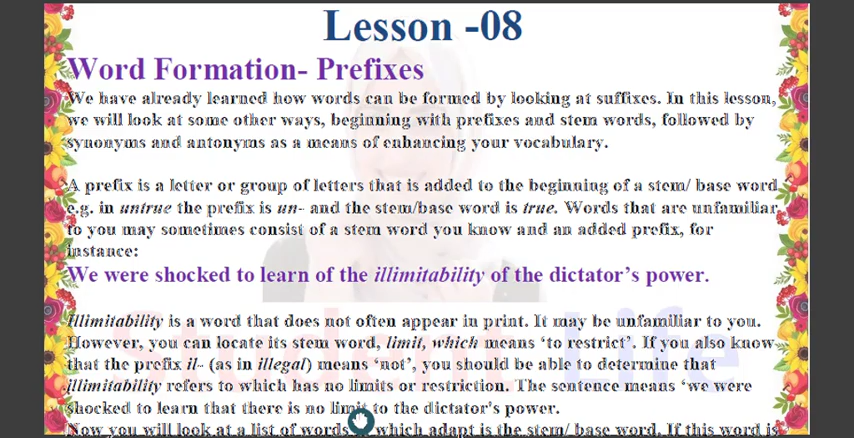 Lesson -08
Word Formation- Prefixes
We have already learned how words can be formed by looking at suffixes. In this lesson,
we will look at some other ways, beginning with prefixes and stem words, followed by
synonyms and antonyms as a means of enhancing your vocabulary.
A prefix is a letter or group of letters that is added to the beginning of a stem/ base word
e.g. in untrue the prefix is un- and the stem/base word is true. Words that are unfamiliar
to you may sometimes consist of a stem word you know and an added prefix, for
instance:
We were shocked to learn of the illimitability of the dictator's power.
Illimitability is a word that does not often appear in print. It may be unfamiliar to you.
However, you can locate its stem word, limit, which means 'to restrict'. If you also know
that the prefix il- (as in illegal) means 'not', you should be able to determine that
illimitability refers to which has no limits or restriction. The sentence means 'we were
shocked to learn that there is no limit to the dictator's power.
Now you will look at a list of words which adapt is the stem/ base word. If this word is
Student Life